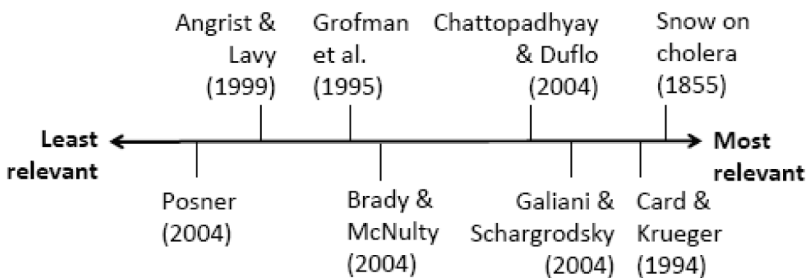 Angrist &
Lavy
(1999)
Grofman
et al.
(1995)
Chattopadhyay
& Duflo
(2004)
Snow on
cholera
(1855)
Least
relevant
Most
relevant
Posner
(2004)
Brady &
McNulty
(2004)
Galiani &
Schargrodsky
(2004)
Card &
Krueger
(1994)